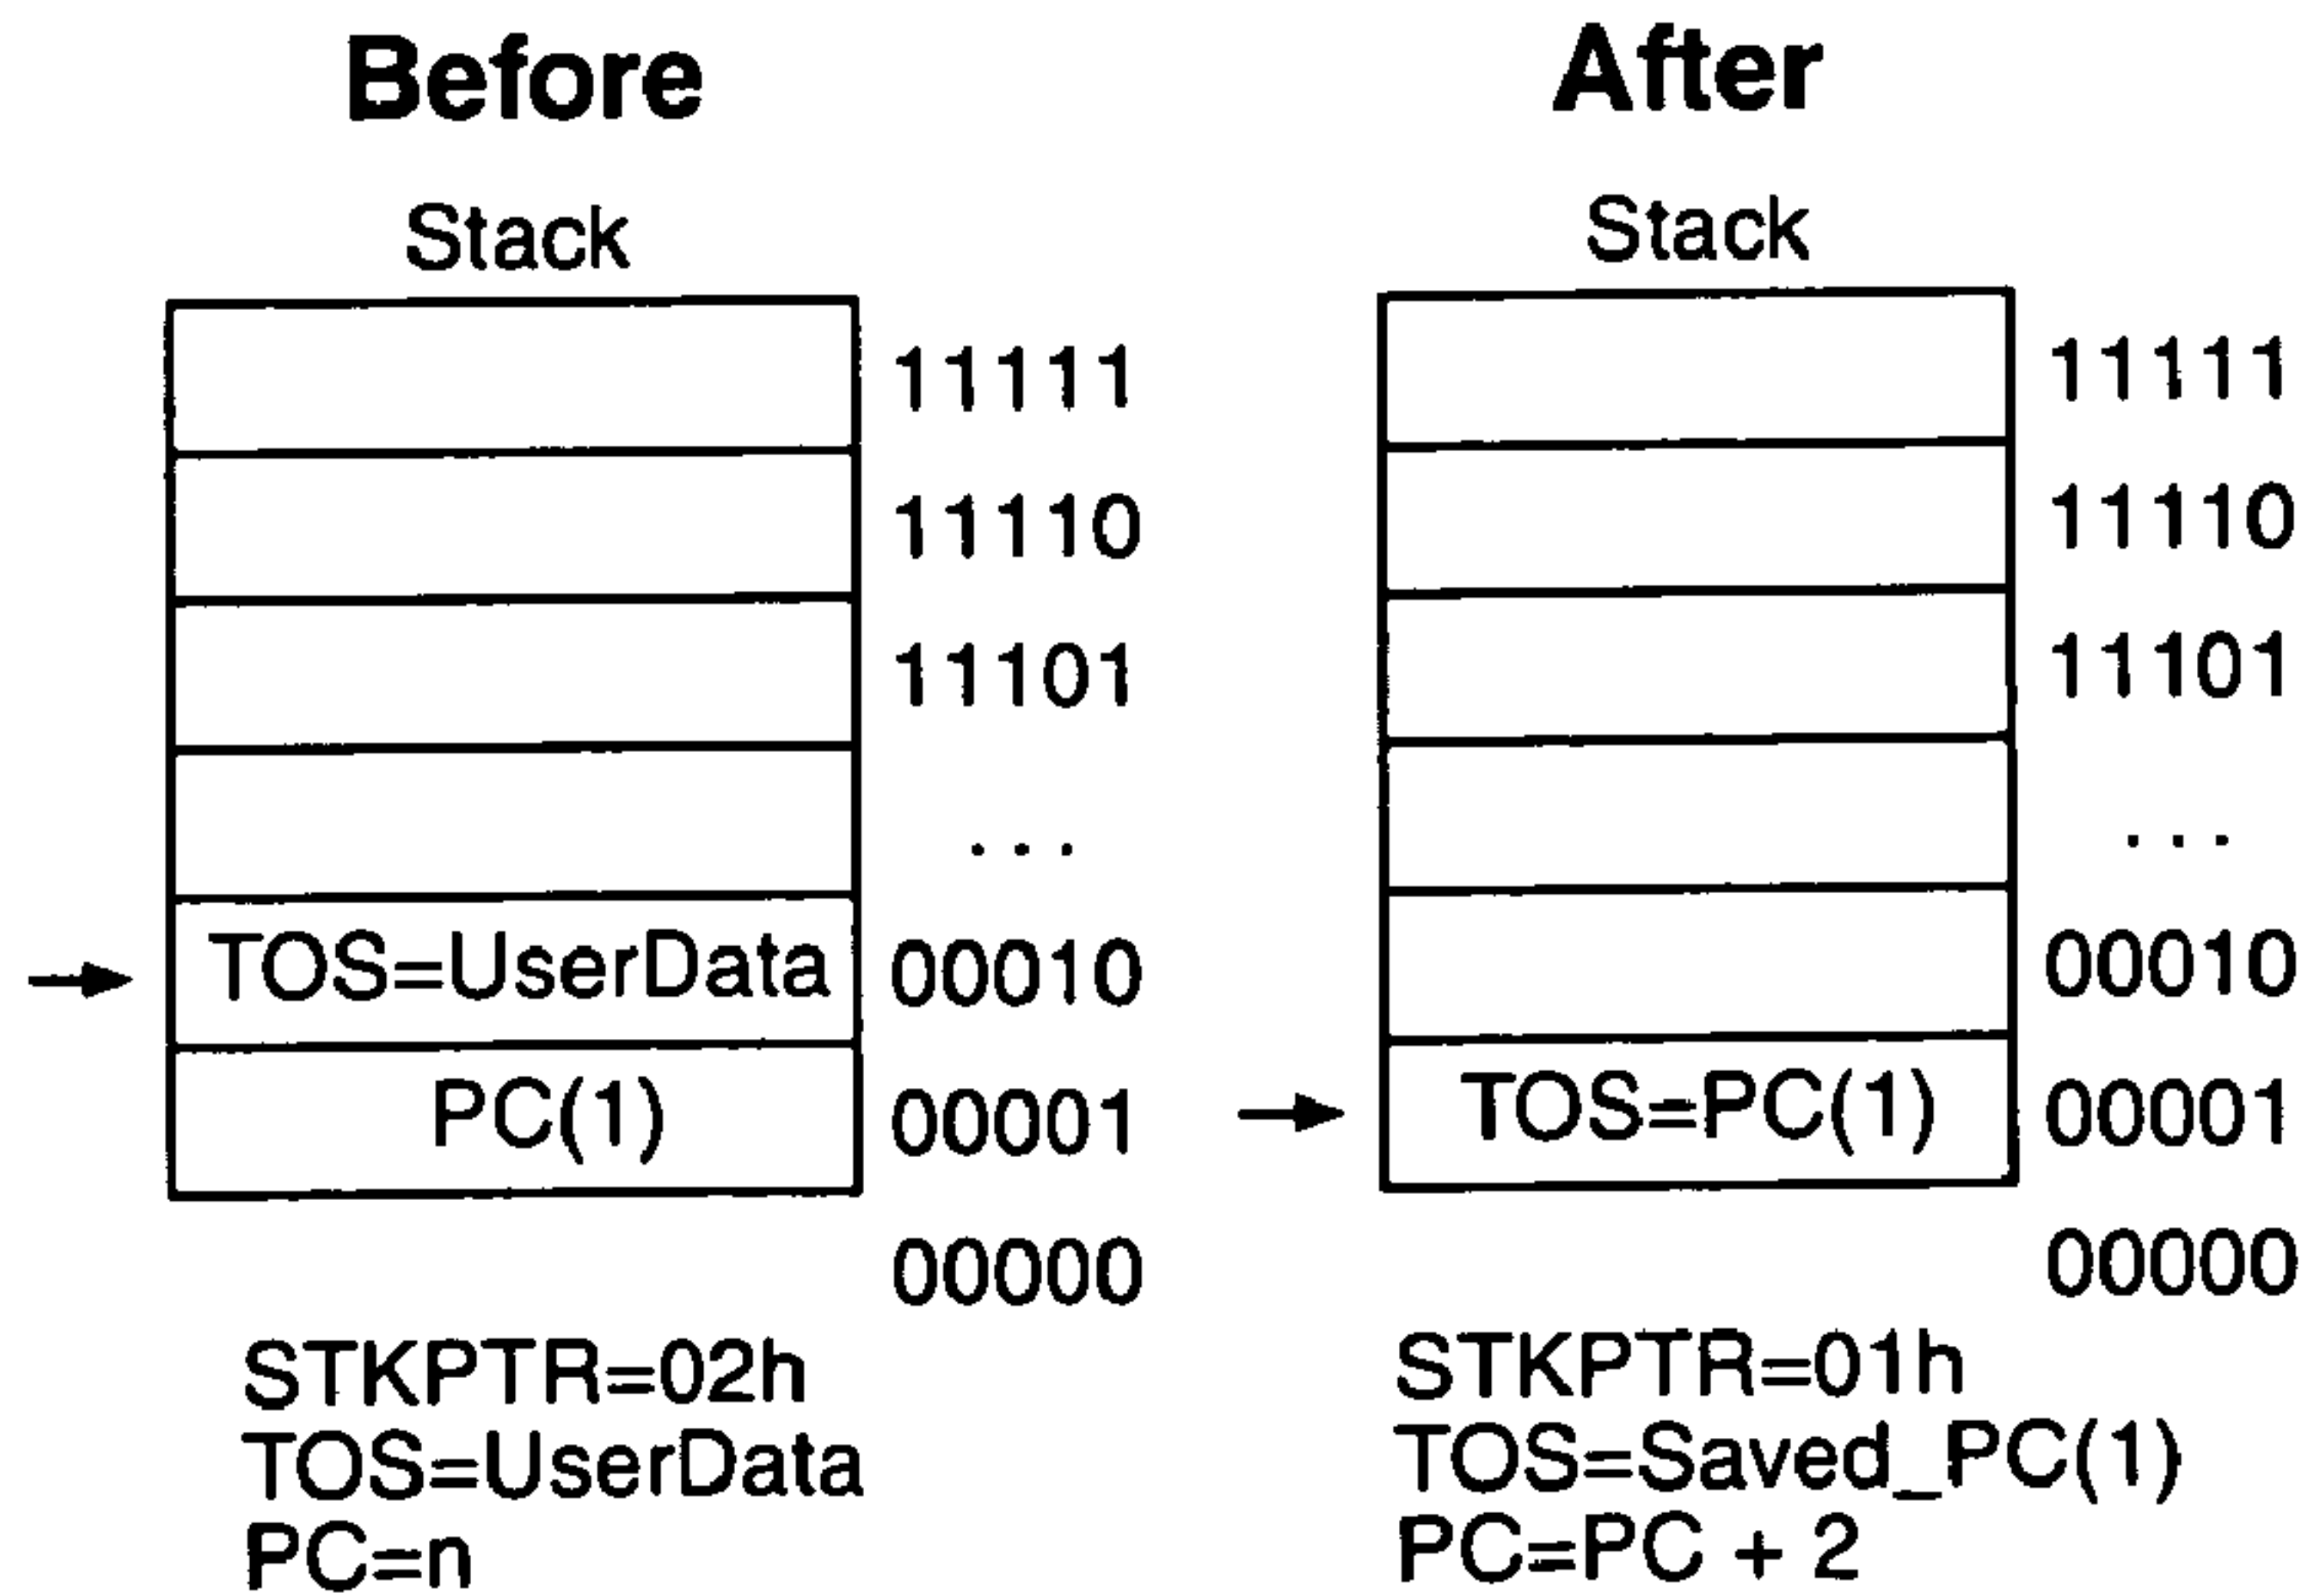 Before
Stack
11111
11110
11101
...
TOS=UserData 00010
PC(1) 00001
00000
STKPTR=02h
TOS=UserData
PC=n
After
Stack
11111
11110
11101
...
00010
TOS=PC(1) 00001
00000
STKPTR=01h
TOS=Saved_PC(1)
PC=PC + 2